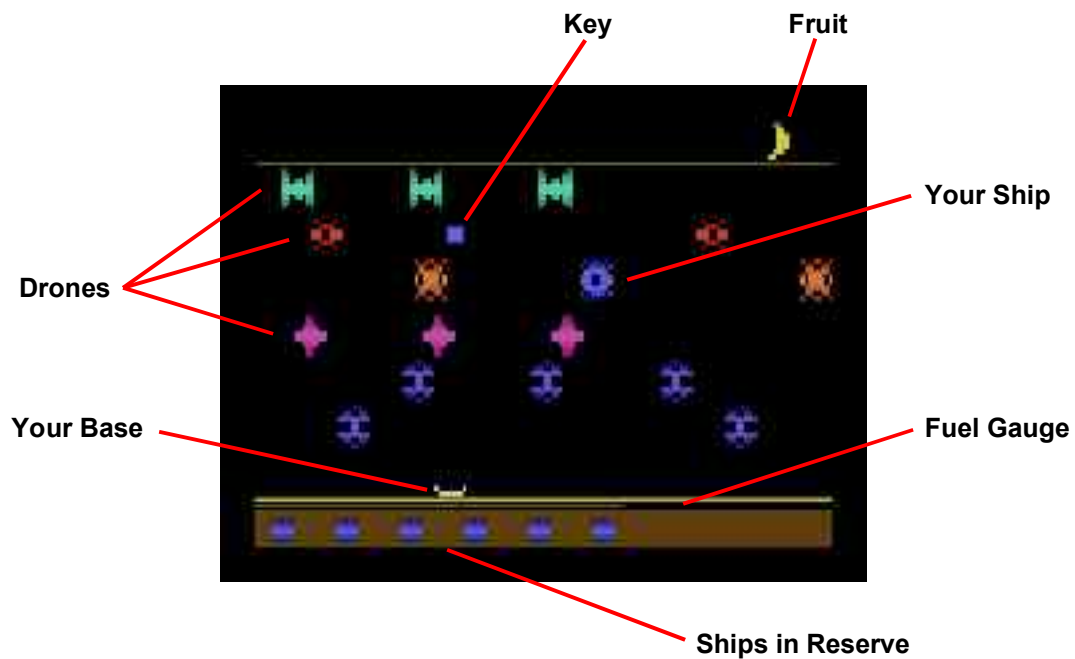 Key
Fruit
Your Ship
Drones
Your Base
Fuel Gauge
Ships in Reserve